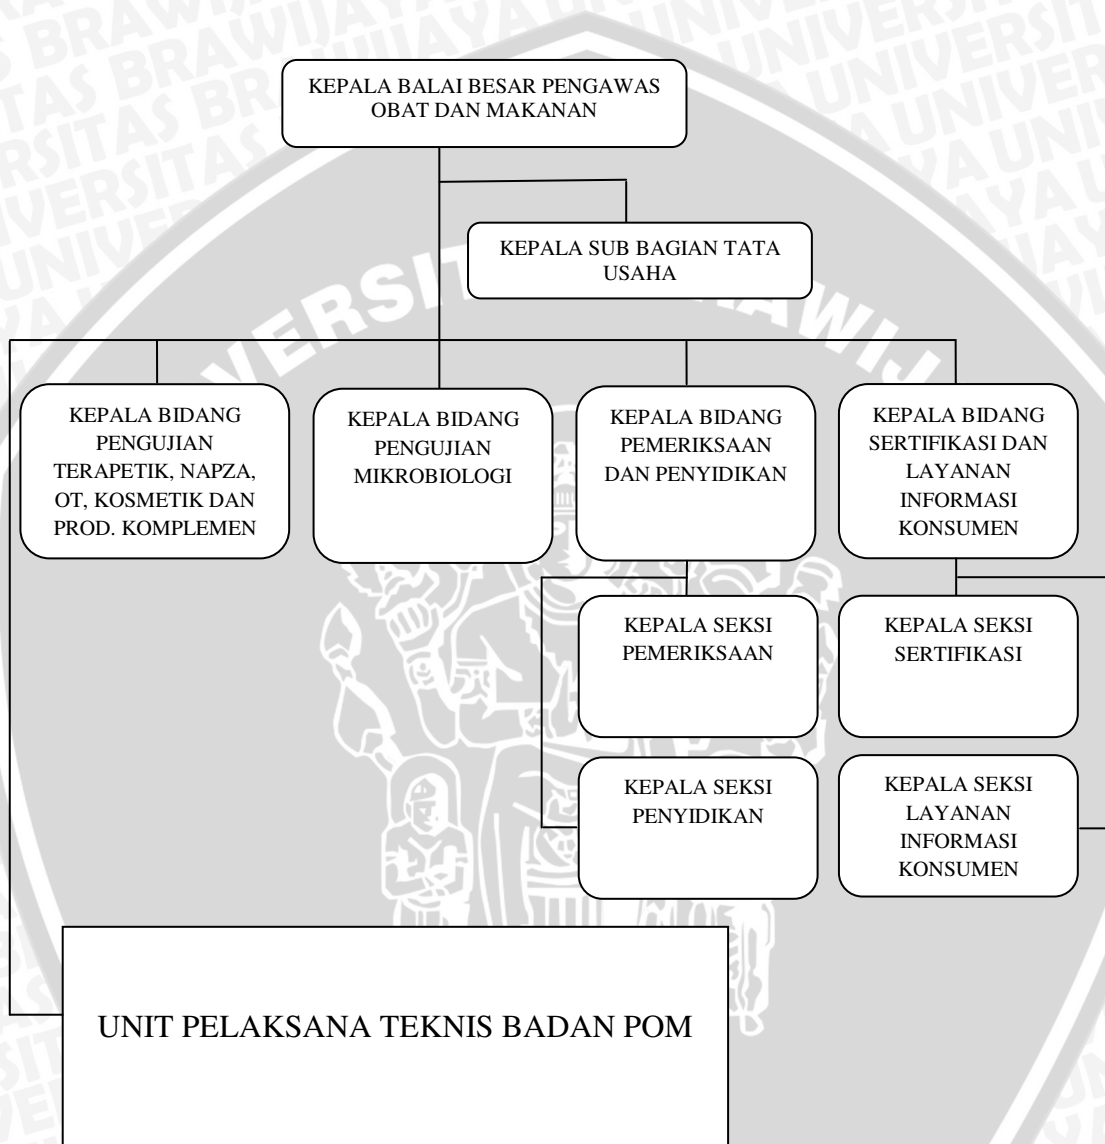 KEPALA BALAI BESAR PENGAWAS
OBAT DAN MAKANAN
KEPALA SUB BAGIAN TATA
USAHA
KEPALA BIDANG
PENGUJIAN
TERAPETIK, NAPZA,
OT, KOSMETIK DAN
PROD. KOMPLEMEN
KEPALA BIDANG
PENGUJIAN
MIKROBIOLOGI
KEPALA BIDANG
PEMERIKSAAN
DAN PENYIDIKAN
KEPALA BIDANG
SERTIFIKASI DAN
LAYANAN
INFORMASI
KONSUMEN
KEPALA SEKSI
PEMERIKSAAN
KEPALA SEKSI
SERTIFIKASI
KEPALA SEKSI
PENYIDIKAN
KEPALA SEKSI
LAYANAN
INFORMASI
KONSUMEN
UNIT PELAKSANA TEKNIS BADAN POM